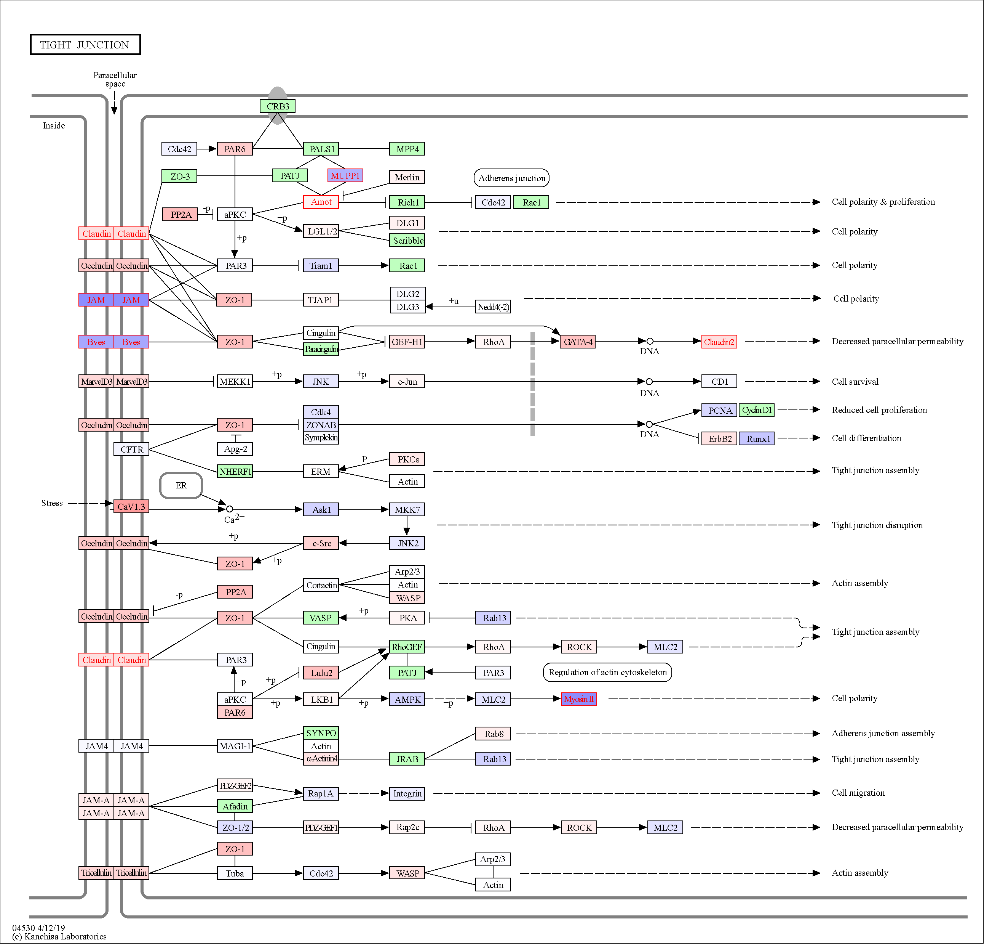 TIGHT JUNCTION
Paracellular
space
Inside
CRB3
Cdc42 PAR6 PALS1 MPP4
ZO-3 PATJ MUPP1 Merlin Adherens junction
Amot Rich1 Cdc42 Rac1 Cell polarity & proliferation
PP2A -p aPKC +p DLG1
Claudin Claudin LGL1/2 Cell polarity
+p Scribble
Occludin Occludin PAR3 Tiam1 Rac1 Cell polarity
DLG2
JAM JAM ZO-1 TJAP1 +u Cell polarity
DLG3 Nedd4(-2)
Cingulin
Bves Bves ZO-1 GEF-H1 RhoA GATA-4 DNA Claudin2 Decreased paracellular permeability
Paracingulin
MarvelD3 MarvelD3 MEKK1 +p JNK +p c-Jun DNA CD1 Cell survival
Cdk4 PCNA CyclinD1 Reduced cell proliferation
Occludin Occludin ZO-1 ZONAB DNA
Symplekin ErbB2 Runx1 Cell differentiation
CFTR Apg-2
PKCs
NHERF1 ERM P Tight junction assembly
Actin
ER
Stress CaV1.3 Ca2+ Ask1 MKK7
Tight junction disruption
Occludin Occludin +p c-Src JNK2
ZO-1 +p
Arp2/3
PP2A Cortactin Actin Actin assembly
-p WASP
Occludin Occludin ZO-1 VASP +p PKA Rab13
Tight junction assembly
Cingulin RhoGEF RhoA ROCK MLC2
Claudin Claudin PAR3 Lulu2 PATJ PAR3 Regulation of actin cytoskeleton
P +p
aPKC LKB1 AMPK MLC2 Myosin II Cell polarity
PAR6 +p +p -p
SYNPO Rab8 Adherens junction assembly
JAM4 JAM4 MAGI-1 Actin
α-Actinin4 JRAB Rab13 Tight junction assembly
PDZ-GEF2
JAM-A JAM-A Rap1A Integrin Cell migration
JAM-A JAM-A Afadin
ZO-1/2 PDZ-GEF1 Rap2c RhoA ROCK MLC2 Decreased paracellular permeability
ZO-1
Arp2/3
Tricellulin Tricellulin Tuba Cdc42 WASP Actin assembly
Actin
04530 4/12/19
(c) Kanehisa Laboratories